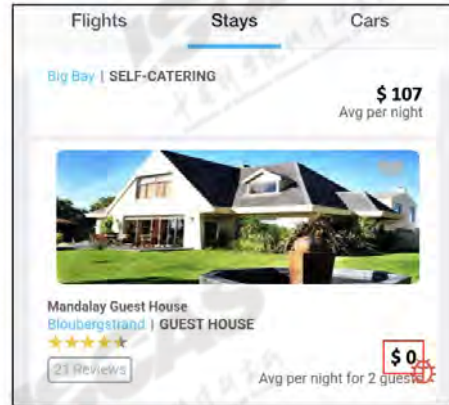 Flights Stays Cars
Big Bay | SELF-CATERING
$ 107
Avg per night
Mandalay Guest House
Bloubergstrand | GUEST HOUSE
21 Reviews
$ 0
Avg per night for 2 guests